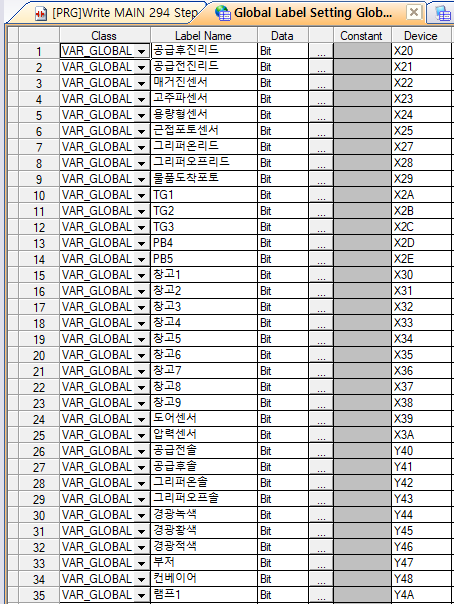 [PRG]Write MAIN 294 Step Global Label Setting Glob...
Class Label Name Data Constant Device
1 VAR_GLOBAL 공급후진리드 Bit ... X20
2 VAR_GLOBAL 공급전진리드 Bit ... X21
3 VAR_GLOBAL 매거진센서 Bit ... X22
4 VAR_GLOBAL 고주파센서 Bit ... X23
5 VAR_GLOBAL 용량형센서 Bit ... X24
6 VAR_GLOBAL 근접포토센서 Bit ... X25
7 VAR_GLOBAL 그리퍼온리드 Bit ... X27
8 VAR_GLOBAL 그리퍼오프리드 Bit ... X28
9 VAR_GLOBAL 물품도착포토 Bit ... X29
10 VAR_GLOBAL TG1 Bit ... X2A
11 VAR_GLOBAL TG2 Bit ... X2B
12 VAR_GLOBAL TG3 Bit ... X2C
13 VAR_GLOBAL PB4 Bit ... X2D
14 VAR_GLOBAL PB5 Bit ... X2E
15 VAR_GLOBAL 창고1 Bit ... X30
16 VAR_GLOBAL 창고2 Bit ... X31
17 VAR_GLOBAL 창고3 Bit ... X32
18 VAR_GLOBAL 창고4 Bit ... X33
19 VAR_GLOBAL 창고5 Bit ... X34
20 VAR_GLOBAL 창고6 Bit ... X35
21 VAR_GLOBAL 창고7 Bit ... X36
22 VAR_GLOBAL 창고8 Bit ... X37
23 VAR_GLOBAL 창고9 Bit ... X38
24 VAR_GLOBAL 도어센서 Bit ... X39
25 VAR_GLOBAL 압력센서 Bit ... X3A
26 VAR_GLOBAL 공급전솔 Bit ... Y40
27 VAR_GLOBAL 공급후솔 Bit ... Y41
28 VAR_GLOBAL 그리퍼온솔 Bit ... Y42
29 VAR_GLOBAL 그리퍼오프솔 Bit ... Y43
30 VAR_GLOBAL 경광녹색 Bit ... Y44
31 VAR_GLOBAL 경광황색 Bit ... Y45
32 VAR_GLOBAL 경광적색 Bit ... Y46
33 VAR_GLOBAL 부저 Bit ... Y47
34 VAR_GLOBAL 컨베이어 Bit ... Y48
35 VAR_GLOBAL 램프1 Bit ... Y4A